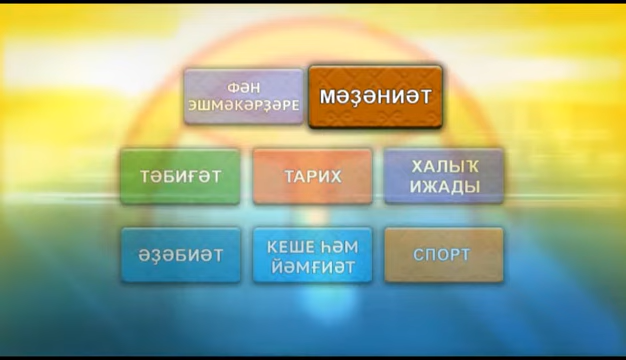 ФӘН
ЭШМӘКӘРҘӘРЕ
МӘҘӘНИӘТ
ТӘБИҒӘТ
ТАРИХ
ХАЛЫҠ
ИЖАДЫ
ӘҘӘБИӘТ
КЕШЕ ҺӘМ
ЙӘМҒИӘТ
СПОРТ